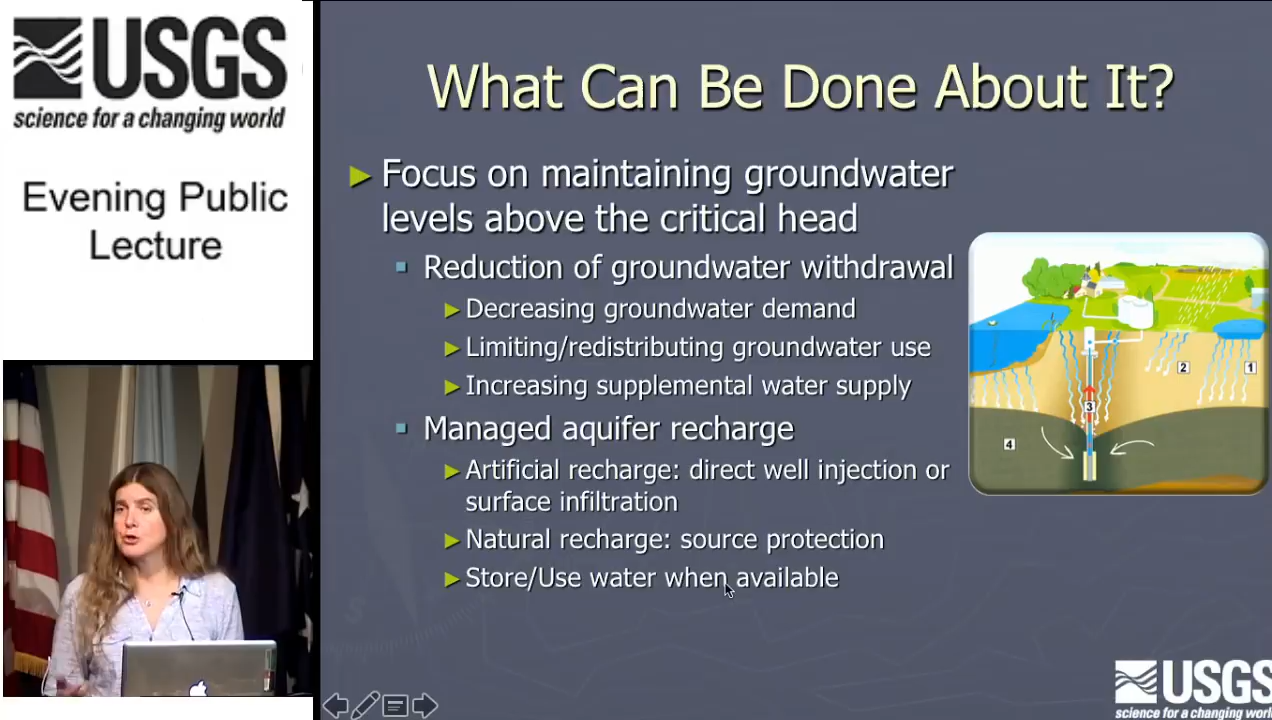 USGS
science for a changing world
Evening Public
Lecture
What Can Be Done About It?
Focus on maintaining groundwater
levels above the critical head
Reduction of groundwater withdrawal
Decreasing groundwater demand
Limiting/redistributing groundwater use
Increasing supplemental water supply
Managed aquifer recharge
Artificial recharge: direct well injection or
surface infiltration
Natural recharge: source protection
Store/Use water when available
1
2
3
4
USGS
science for a changing world